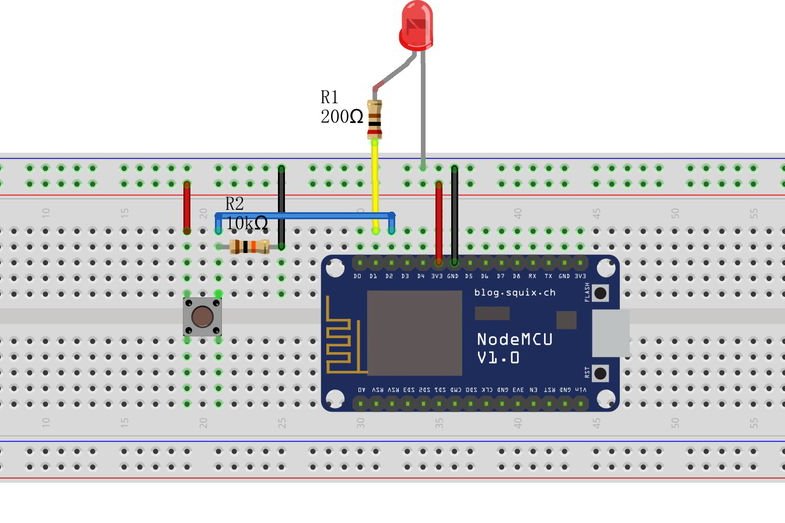 R1
200Ω
R2
10kΩ
10 15 20 30 40 45 50 55
D0 D1 D2 D3 D4 3V3 GND D5 D6 D7 D8 RX TX GND 3V3
blog.squix.ch
FLASH
NodeMCU
V1.0
RST
A0 RSV RSV SD3 SD2 SD1 CMD SD0 CLK GND 3V3 EN RST GND Vin
10 15 20 25 30 35 40 45 50 55